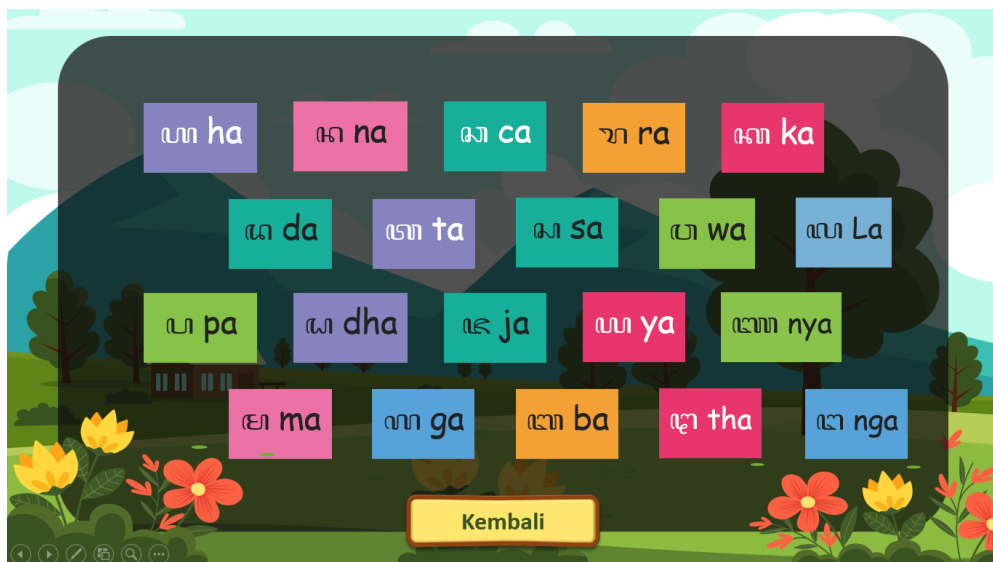 ꦲ ha ꦤ na ꦕ ca ꦫ ra ꦏ ka
ꦢ da ꦠ ta ꦱ sa ꦮ wa ꦭ La
ꦥ pa ꦝ dha ꦗ ja ꦪ ya ꦚ nya
ꦩ ma ꦒ ga ꦧ ba ꦛ tha ꦔ nga
Kembali